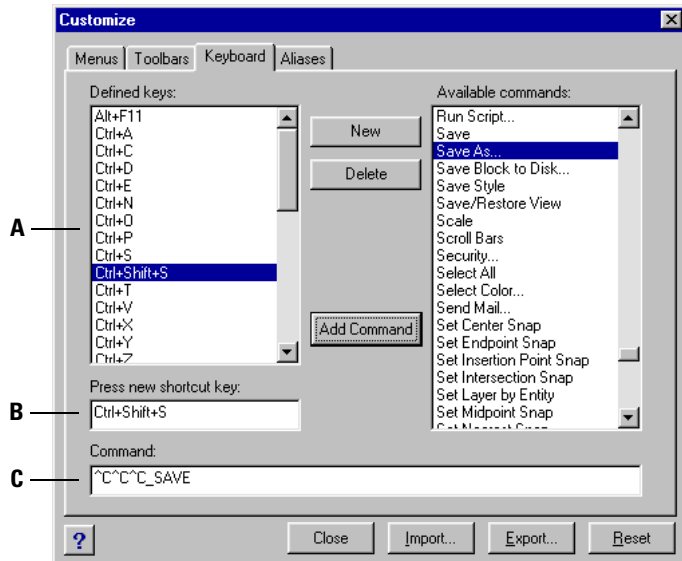 Customize
Menus Toolbars Keyboard Aliases
Defined keys:
Alt+F11
Ctrl+A
Ctrl+C
Ctrl+D
Ctrl+E
Ctrl+N
Ctrl+O
Ctrl+P
Ctrl+S
Ctrl+Shift+S
Ctrl+T
Ctrl+V
Ctrl+X
Ctrl+Y
Ctrl+Z
New
Delete
Add Command
Available commands:
Run Script...
Save
Save As...
Save Block to Disk...
Save Style
Save/Restore View
Scale
Scroll Bars
Security...
Select All
Select Color...
Send Mail...
Set Center Snap
Set Endpoint Snap
Set Insertion Point Snap
Set Intersection Snap
Set Layer by Entity
Set Midpoint Snap
Set Nearest Snap
A
Press new shortcut key:
B
Ctrl+Shift+S
Command:
C
^C^C^C_SAVE
?
Close
Import...
Export...
Reset